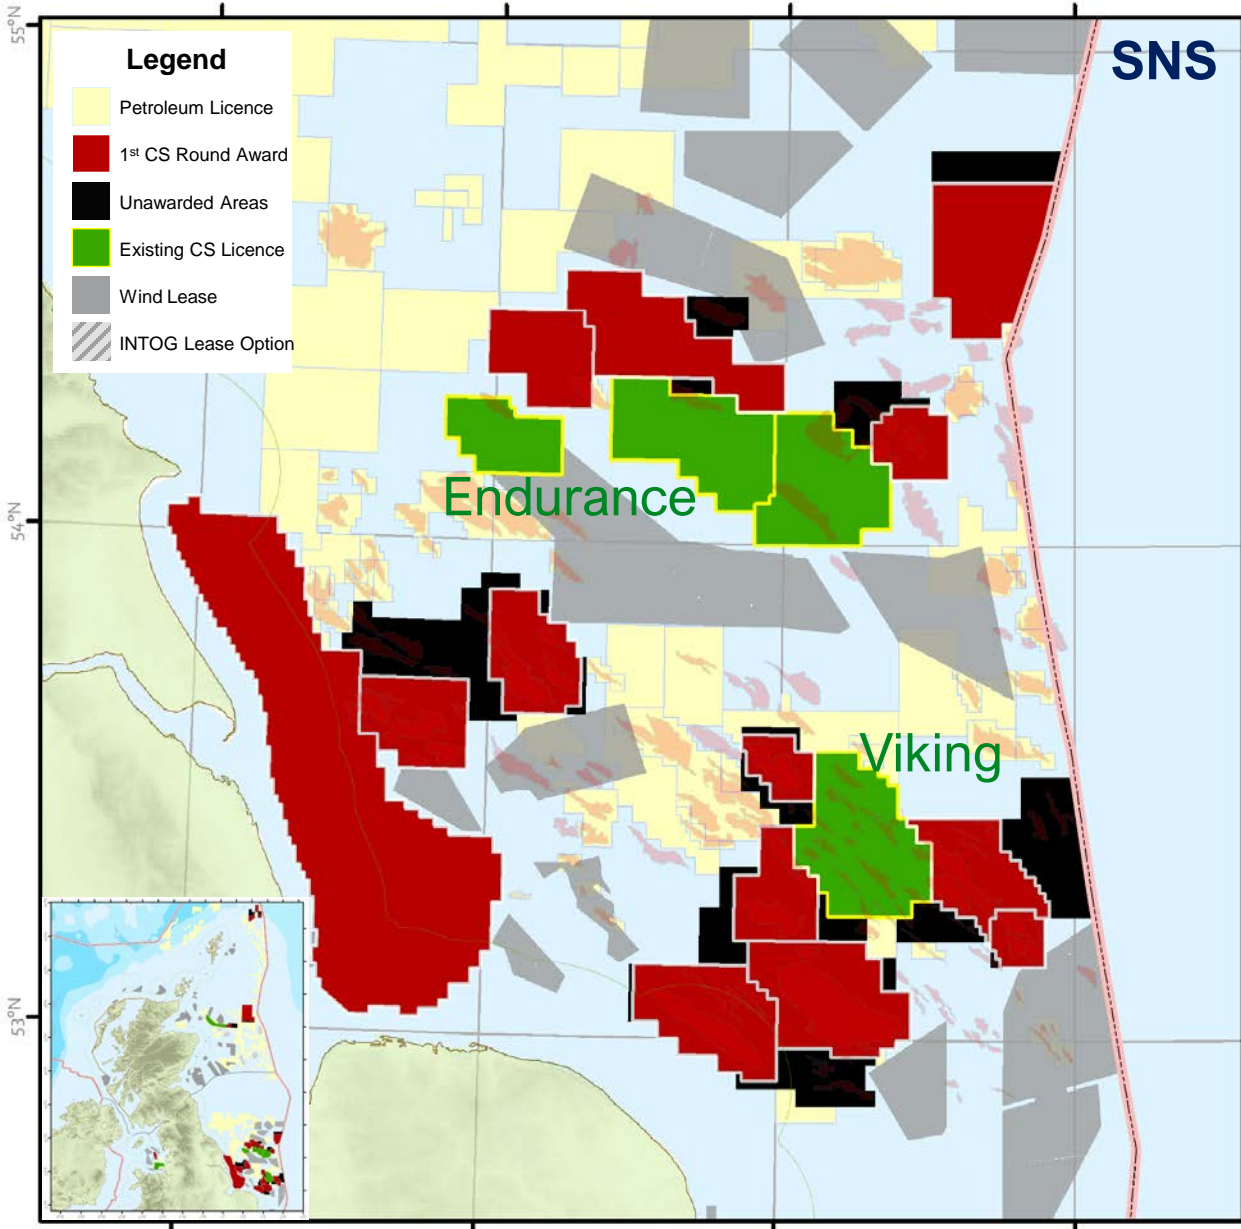 55°N
SNS
Legend
Petroleum Licence
1st CS Round Award
Unawarded Areas
Existing CS Licence
Wind Lease
INTOG Lease Option
Endurance
54°N
Viking
53°N